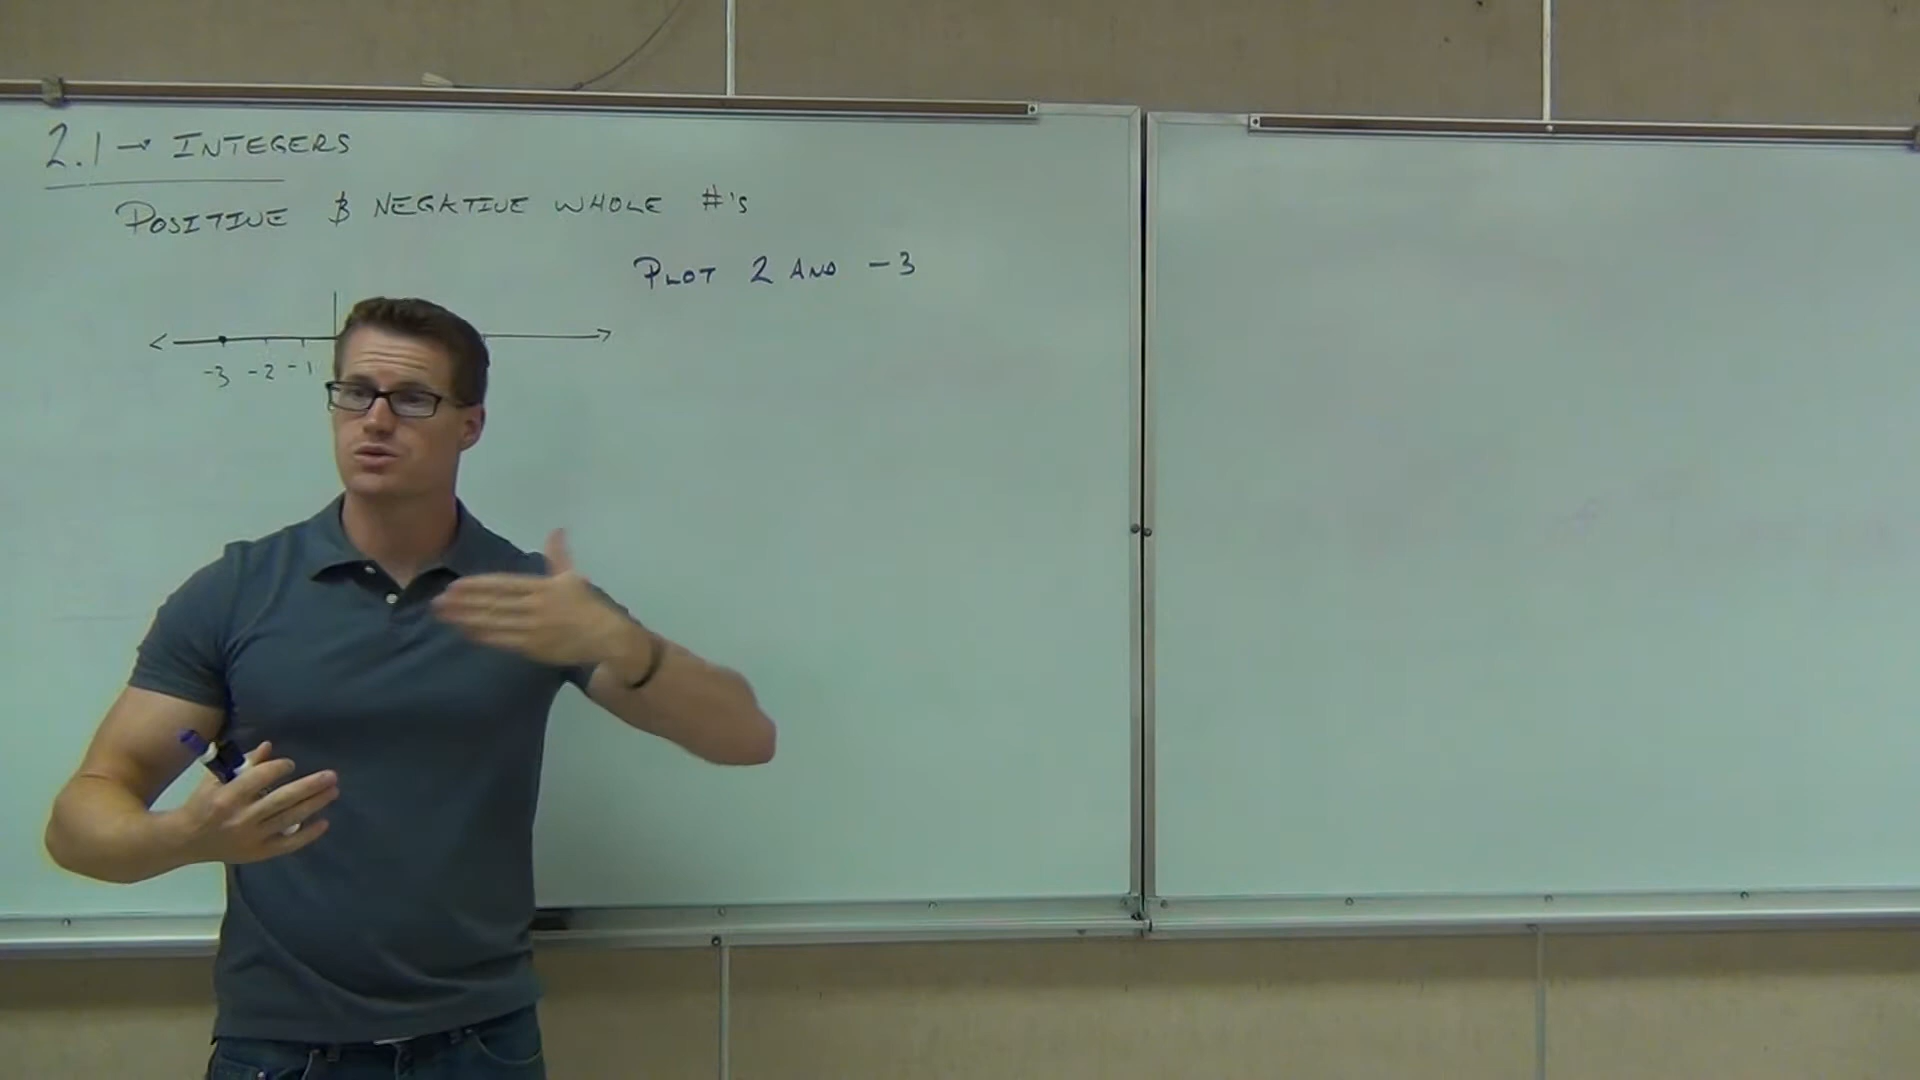 2.1 → INTEGERS
POSITIVE & NEGATIVE WHOLE #'s
PLOT 2 AND -3
-3 -2 -1